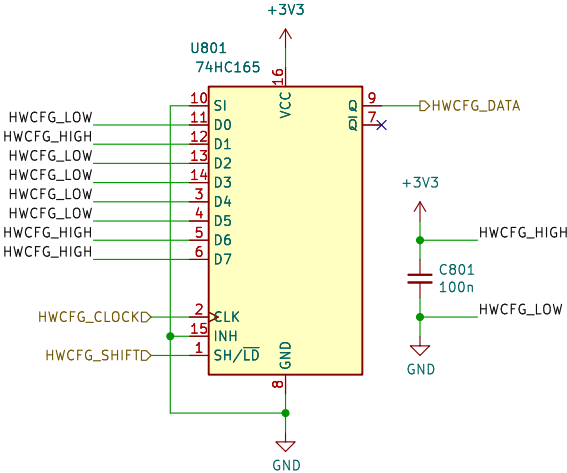 +3V3
U801
74HC165
16
VCC
10 SI
HWCFG_LOW 11 D0
HWCFG_HIGH 12 D1
HWCFG_LOW 13 D2
HWCFG_LOW 14 D3
HWCFG_LOW 3 D4
HWCFG_LOW 4 D5
HWCFG_HIGH 5 D6
HWCFG_HIGH 6 D7
HWCFG_CLOCK 2 CLK
15 INH
HWCFG_SHIFT 1 SH/LD
Q 9 HWCFG_DATA
Q 7
GND
8
GND
+3V3
HWCFG_HIGH
C801
100n
HWCFG_LOW
GND